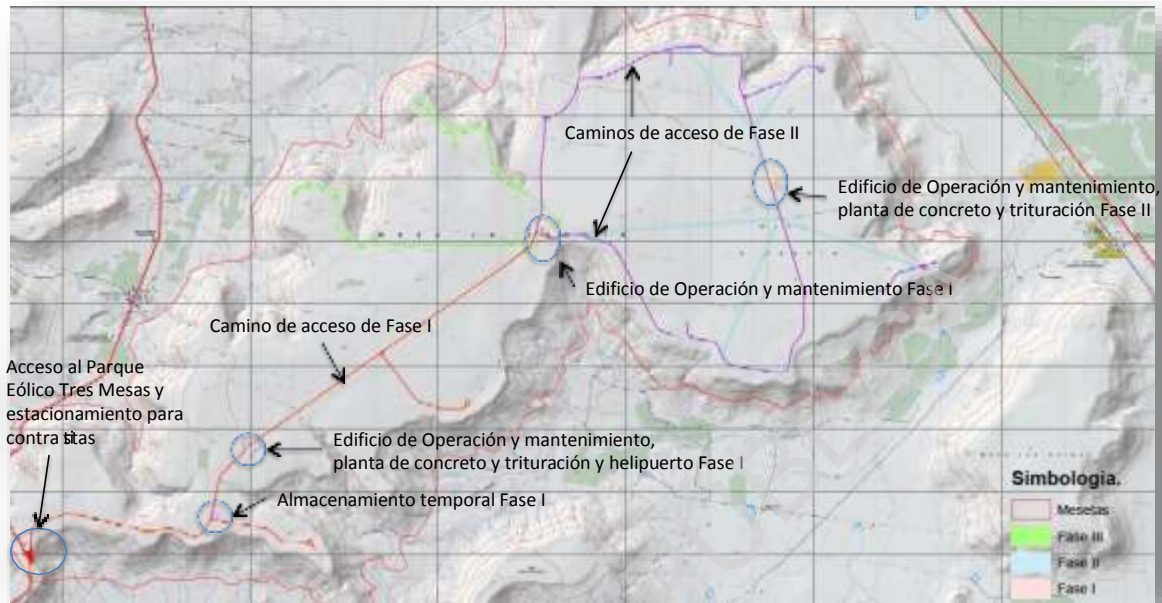 Caminos de acceso de Fase II
Edificio de Operación y mantenimiento,
planta de concreto y trituración Fase II
Edificio de Operación y mantenimiento Fase I
Camino de acceso de Fase I
Acceso al Parque
Eólico Tres Mesas y
estacionamiento para
contra sitas
Edificio de Operación y mantenimiento,
planta de concreto y trituración y helipuerto Fase I
Almacenamiento temporal Fase I
Simbologia.
Mesetas
Fase III
Fase II
Fase I